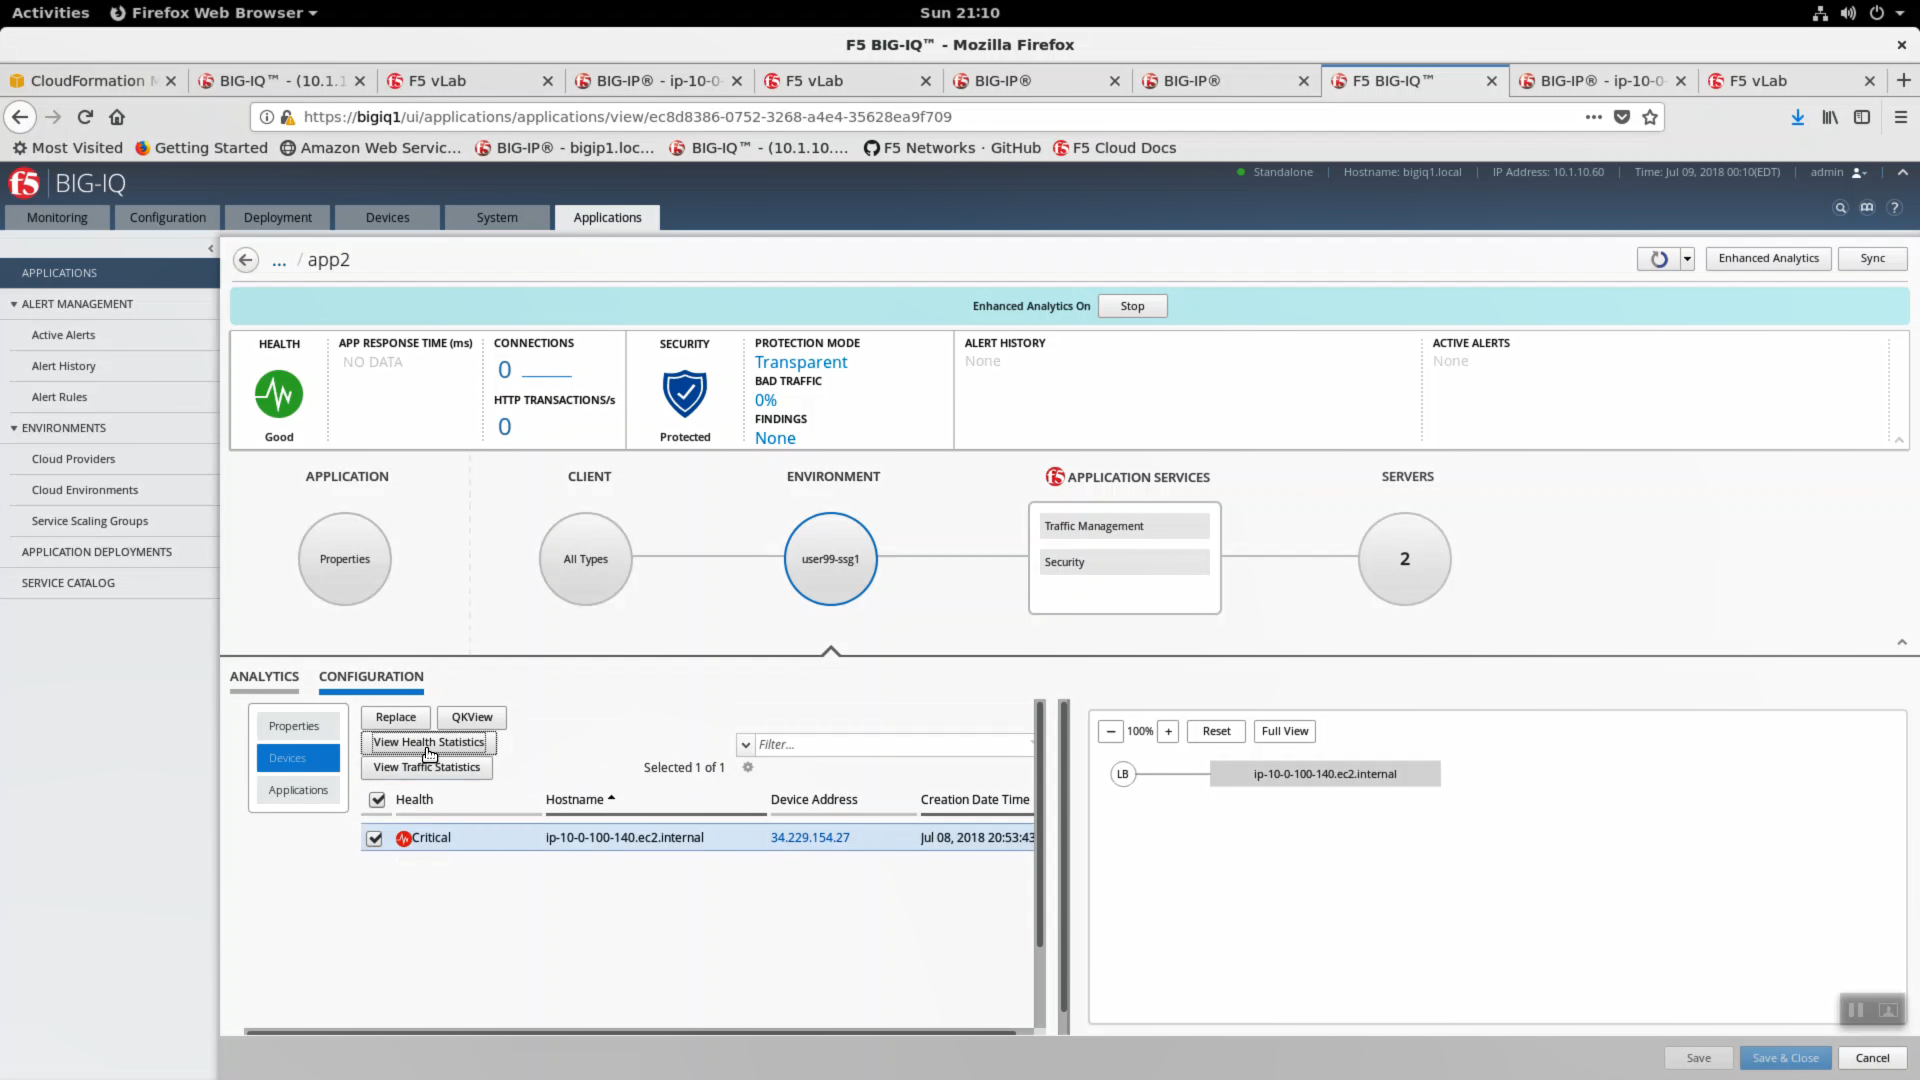 Activities Firefox Web Browser Sun 21:10
F5 BIG-IQ™ - Mozilla Firefox
CloudFormation BIG-IQ™ - (10.1.1 F5 vLab BIG-IP® - ip-10-0- F5 vLab BIG-IP® BIG-IP® F5 BIG-IQ™ BIG-IP® - ip-10-0- F5 vLab
https://bigiq1/ui/applications/applications/view/ec8d8386-0752-3268-a4e4-35628ea9f709
Most Visited Getting Started Amazon Web Servic... BIG-IP® - bigip1.loc... BIG-IQ™ - (10.1.10.... F5 Networks · GitHub F5 Cloud Docs
f5 BIG-IQ Standalone Hostname: bigiq1.local IP Address: 10.1.10.60 Time: Jul 09, 2018 00:10(EDT) admin
Monitoring Configuration Deployment Devices System Applications
APPLICATIONS
ALERT MANAGEMENT
Active Alerts
Alert History
Alert Rules
ENVIRONMENTS
Cloud Providers
Cloud Environments
Service Scaling Groups
APPLICATION DEPLOYMENTS
SERVICE CATALOG
... / app2 Enhanced Analytics Sync
Enhanced Analytics On Stop
HEALTH APP RESPONSE TIME (ms) CONNECTIONS SECURITY PROTECTION MODE ALERT HISTORY ACTIVE ALERTS
NO DATA 0 Transparent None None
BAD TRAFFIC
HTTP TRANSACTIONS/s 0%
FINDINGS
Good 0 Protected None
APPLICATION CLIENT ENVIRONMENT f5 APPLICATION SERVICES SERVERS
Traffic Management
Properties All Types user99-ssg1 Security 2
ANALYTICS CONFIGURATION
Properties
Devices
Applications
Replace QKView
View Health Statistics Filter...
View Traffic Statistics Selected 1 of 1
Health Hostname Device Address Creation Date Time
Critical ip-10-0-100-140.ec2.internal 34.229.154.27 Jul 08, 2018 20:53:43
− 100% + Reset Full View
LB ip-10-0-100-140.ec2.internal
Save Save & Close Cancel